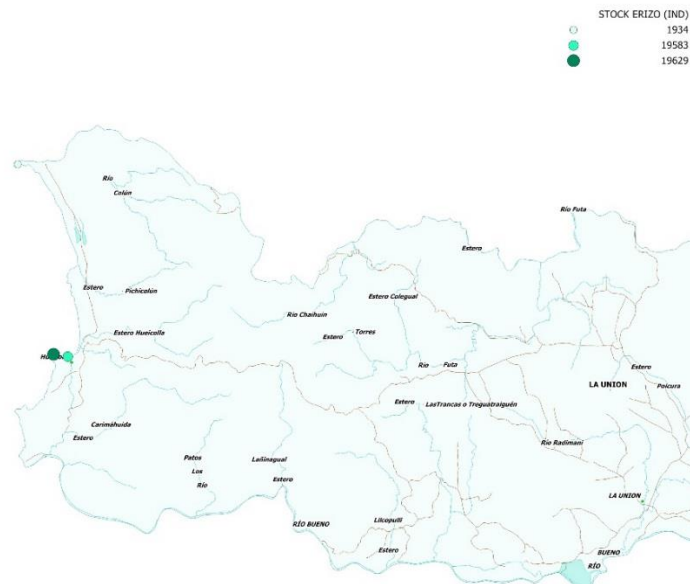 STOCK ERIZO (IND)
1934
19583
19629
Río
Colún
Río Futa
Estero
Estero
Pichicolún
Estero Colegual
Río Chaihuín
Estero Hueicolla
Estero
Torres
Río
Futa
Estero
Poicura
LA UNION
Estero
LasTrancas o Treguatraiguén
Carimáhuida
Estero
Río Radimani
Patos
Los
Río
Lañinagual
Estero
LA UNION
RÍO BUENO
Lilcopulli
Estero
BUENO
RÍO